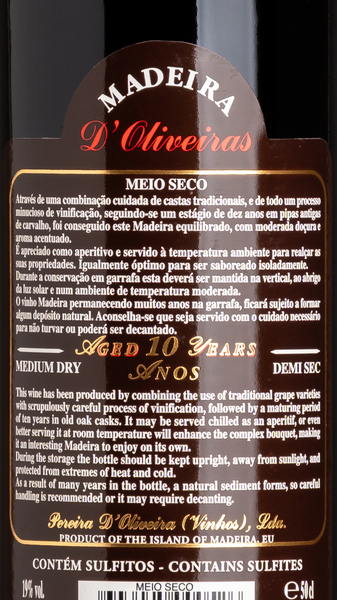 MADEIRA
D'Oliveiras
MEIO SECO
Através de uma combinação cuidada de castas tradicionais, e de todo um processo
minucioso de vinificação, seguindo-se um estágio de dez anos em pipas antigas
de carvalho, foi conseguido este Madeira equilibrado, com moderada doçura e
aroma acentuado.
É apreciado como aperitivo e servido à temperatura ambiente para realçar as
suas propriedades. Igualmente óptimo para ser saboreado isoladamente.
Durante a conservação em garrafa esta deverá ser mantida na vertical, ao abrigo
da luz solar e num ambiente de temperatura moderada.
O vinho Madeira permanecendo muitos anos na garrafa, ficará sujeito a formar
algum depósito natural. Aconselha-se que seja servido com o cuidado necessário
para não turvar ou poderá ser decantado.
AGED 10 YEARS
MEDIUM DRY ANOS DEMI SEC
This wine has been produced by combining the use of traditional grape varieties
with scrupulously careful process of vinification, followed by a maturing period
of ten years in old oak casks. It may be served chilled as an aperitif, or even
better serving it at room temperature will enhance the complex bouquet, making
it an interesting Madeira to enjoy on its own.
During the storage the bottle should be kept upright, away from sunlight, and
protected from extremes of heat and cold.
As a result of many years in the bottle, a natural sediment forms, so careful
handling is recommended or it may require decanting.
Pereira D'Oliveira (Vinhos), Lda.
PRODUCT OF THE ISLAND OF MADEIRA, EU
CONTÉM SULFITOS - CONTAINS SULFITES
19% vol. MEIO SECO e 50cl